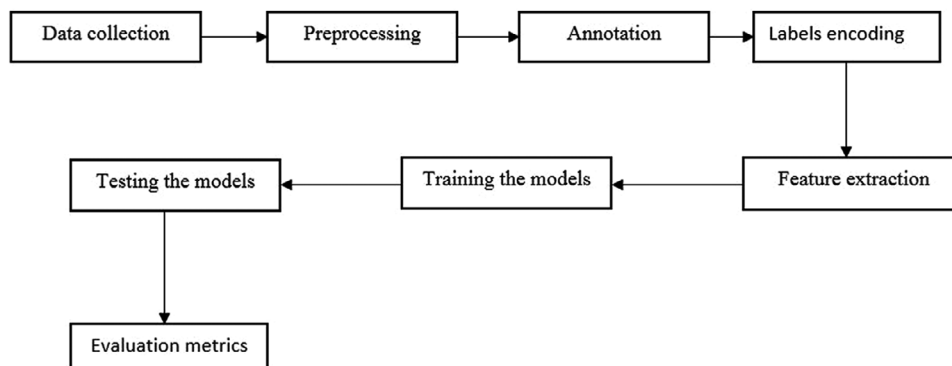 Data collection
Preprocessing
Annotation
Labels encoding
Feature extraction
Training the models
Testing the models
Evaluation metrics